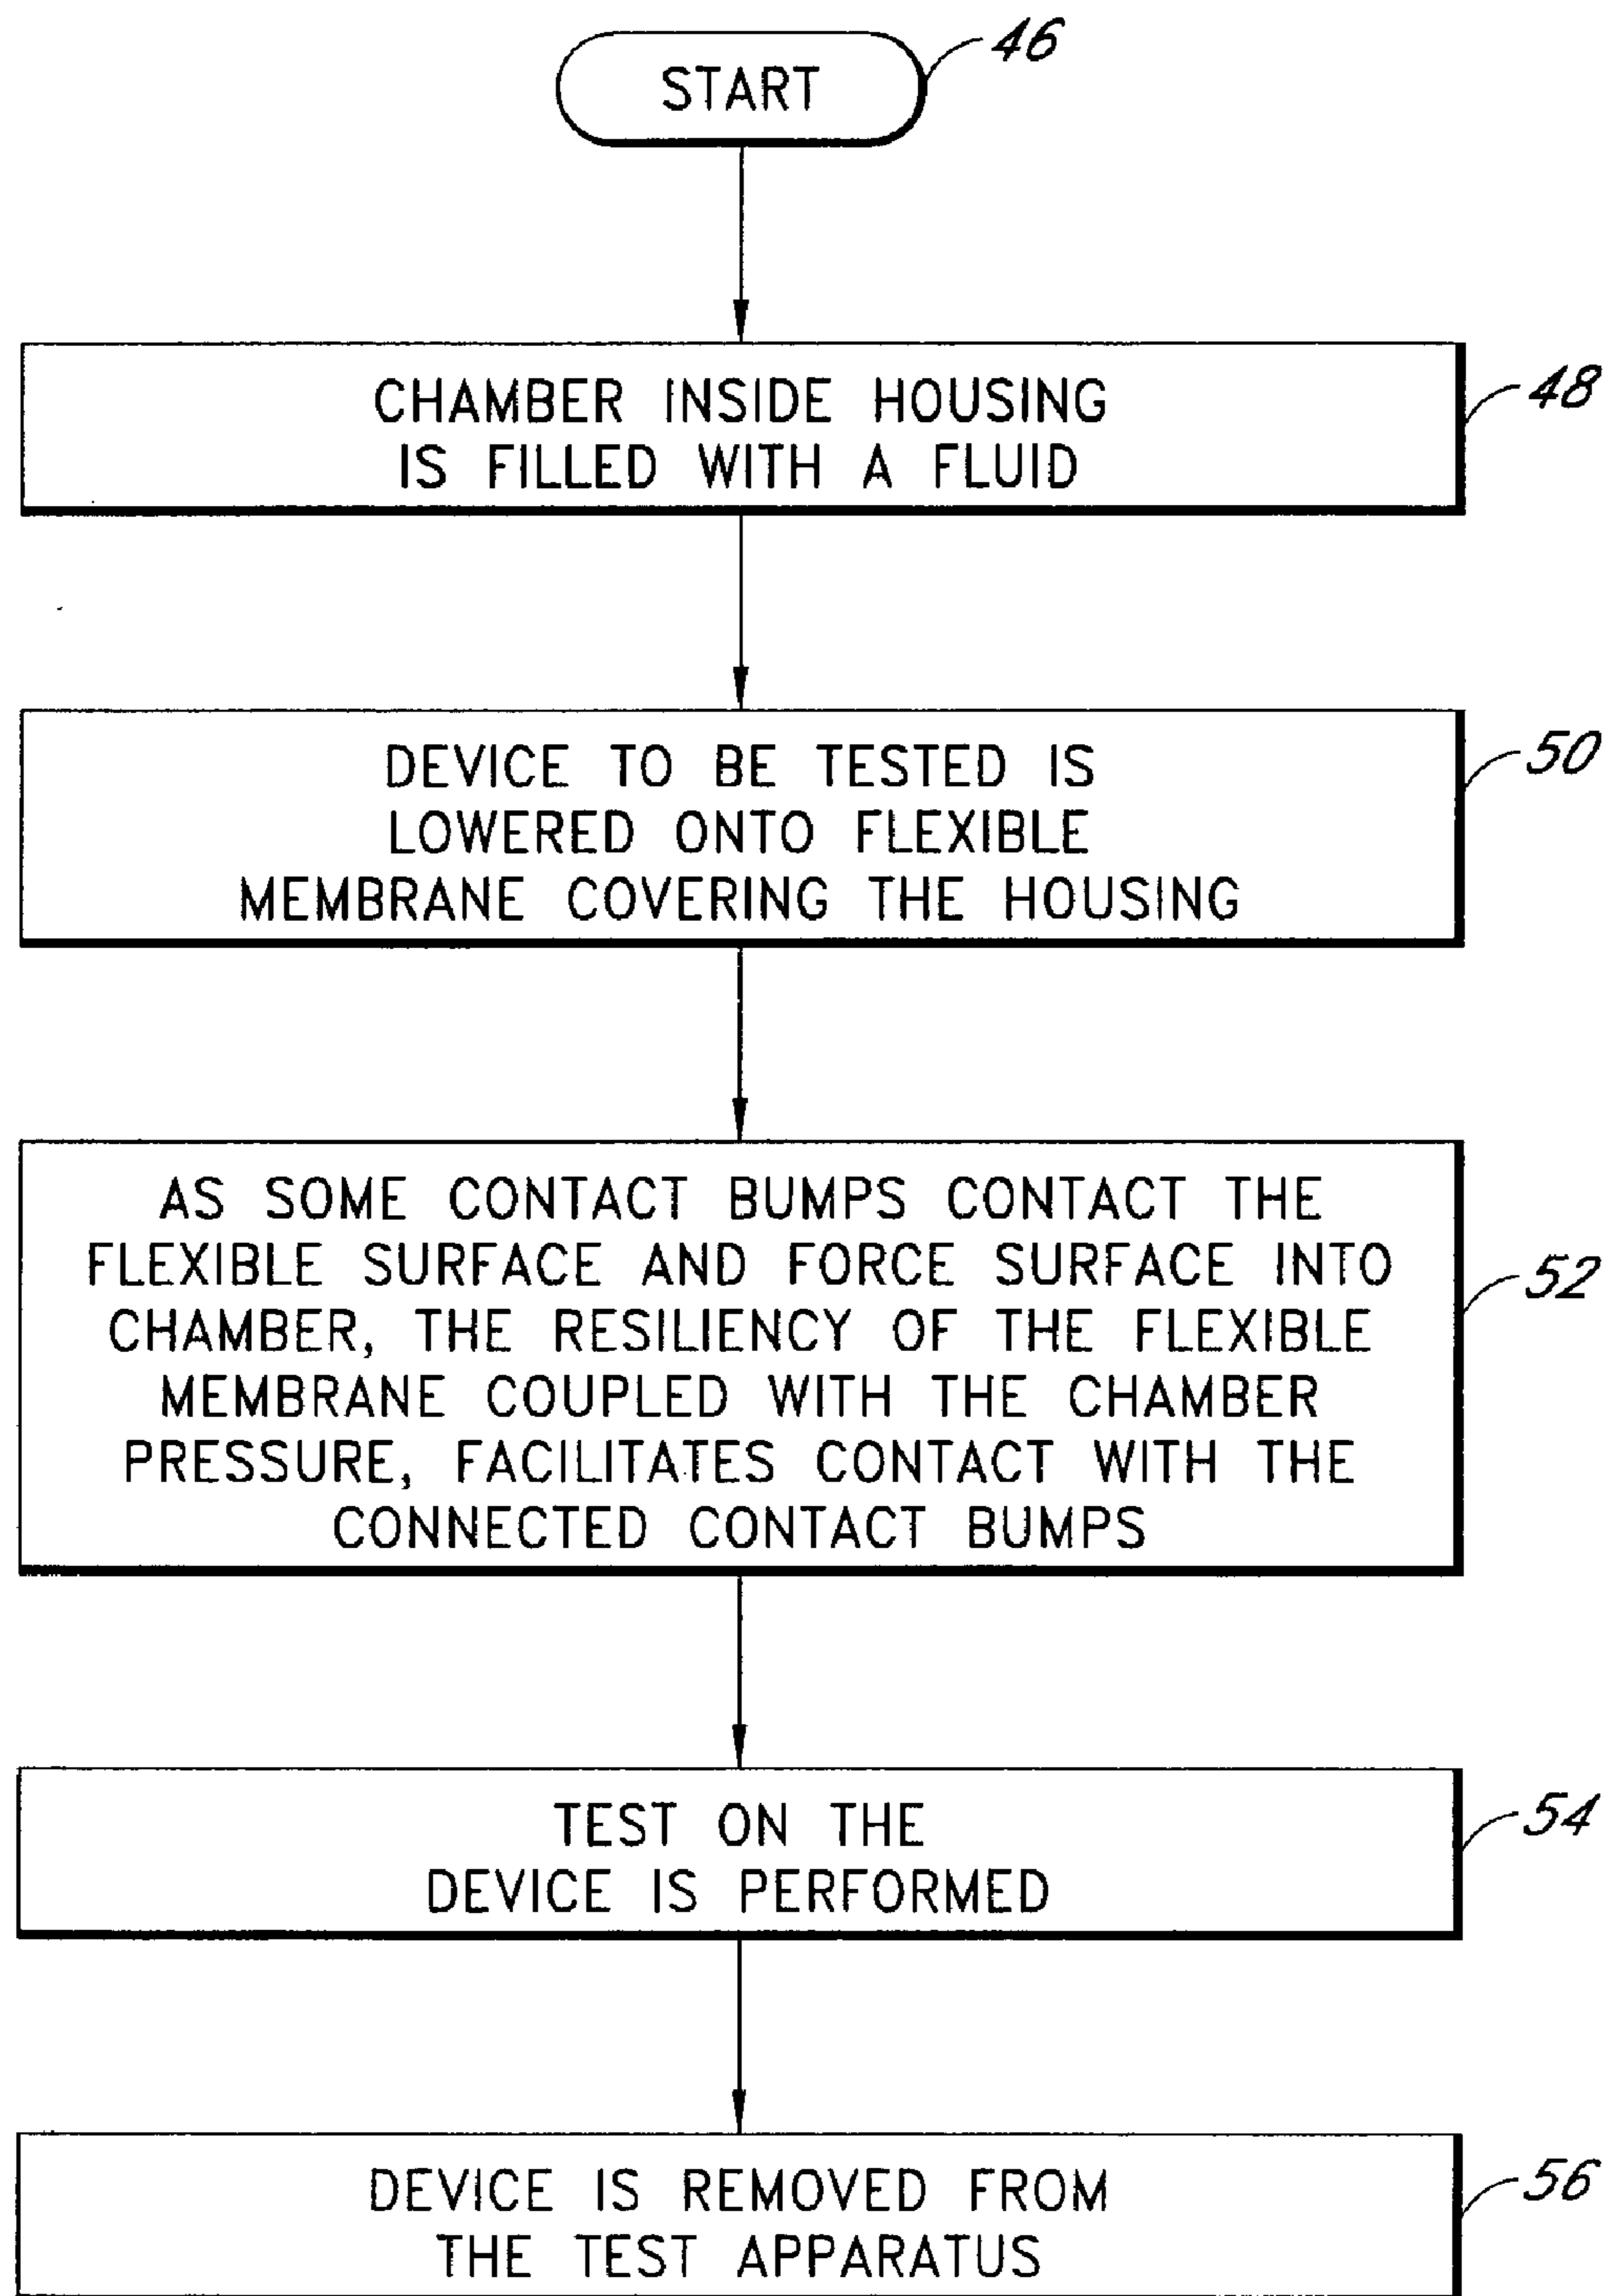 START
46
CHAMBER INSIDE HOUSING
IS FILLED WITH A FLUID
48
DEVICE TO BE TESTED IS
LOWERED ONTO FLEXIBLE
MEMBRANE COVERING THE HOUSING
50
AS SOME CONTACT BUMPS CONTACT THE
FLEXIBLE SURFACE AND FORCE SURFACE INTO
CHAMBER, THE RESILIENCY OF THE FLEXIBLE
MEMBRANE COUPLED WITH THE CHAMBER
PRESSURE, FACILITATES CONTACT WITH THE
CONNECTED CONTACT BUMPS
52
TEST ON THE
DEVICE IS PERFORMED
54
DEVICE IS REMOVED FROM
THE TEST APPARATUS
56